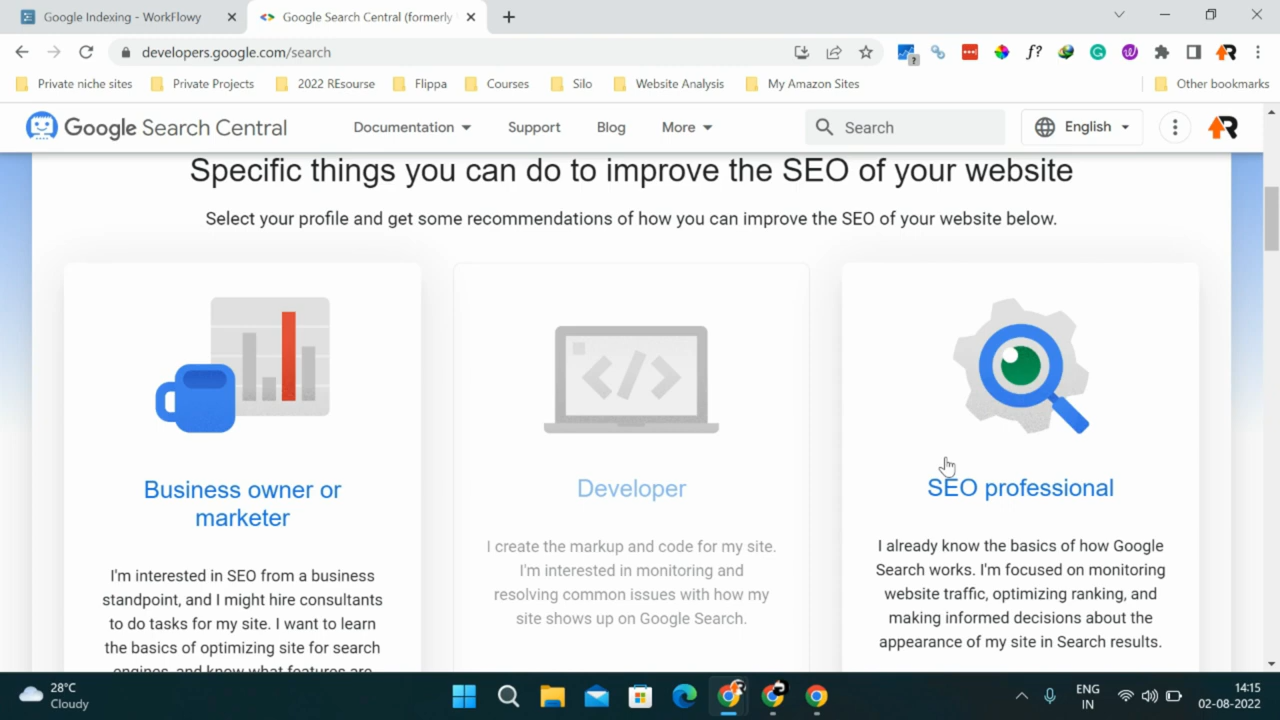 Google Indexing - WorkFlowy
Google Search Central (formerly
developers.google.com/search
Private niche sites
Private Projects
2022 REsourse
Flippa
Courses
Silo
Website Analysis
My Amazon Sites
Other bookmarks
Google Search Central
Documentation
Support
Blog
More
Search
English
Specific things you can do to improve the SEO of your website
Select your profile and get some recommendations of how you can improve the SEO of your website below.
Business owner or
marketer
I'm interested in SEO from a business
standpoint, and I might hire consultants
to do tasks for my site. I want to learn
the basics of optimizing site for search
engines, and know what features are
Developer
I create the markup and code for my site.
I'm interested in monitoring and
resolving common issues with how my
site shows up on Google Search.
SEO professional
I already know the basics of how Google
Search works. I'm focused on monitoring
website traffic, optimizing ranking, and
making informed decisions about the
appearance of my site in Search results.
28°C
Cloudy
ENG
IN
14:15
02-08-2022